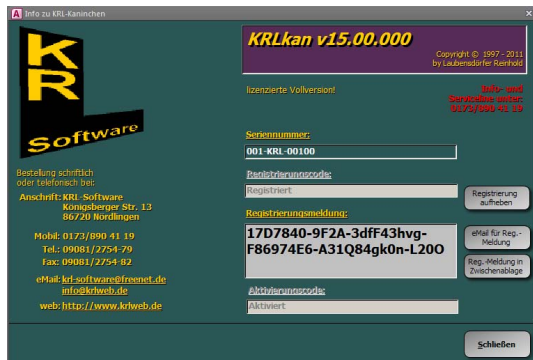 Info zu KRL-Kaninchen
K
R
Software
KRLkan v15.00.000
Copyright © 1997 - 2011
by Laubensdörfer Reinhold
lizenzierte Vollversion!
Info- und
Serviceline unter:
0173/890 41 19
Seriennummer:
001-KRL-00100
Bestellung schriftlich
oder telefonisch bei:
Anschrift: KRL-Software
Königsberger Str. 13
86720 Nördlingen
Mobil: 0173/890 41 19
Tel.: 09081/2754-79
Fax: 09081/2754-82
eMail: krl-software@freenet.de
info@krlweb.de
web: http://www.krlweb.de
Registrierungscode:
Registriert
Registrierung
aufheben
Registrierungsmeldung:
17D7840-9F2A-3dfF43hvg-
F86974E6-A31Q84gk0n-L20O
eMail für Reg.-
Meldung
Reg.-Meldung in
Zwischenablage
Aktivierungscode:
Aktiviert
Schließen